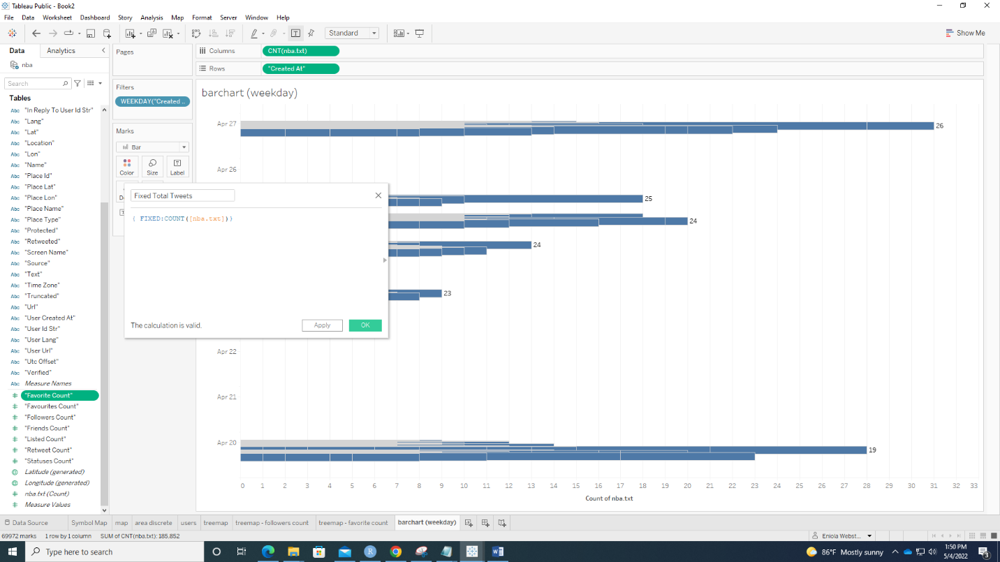 Tableau Public - Book2
File Data Worksheet Dashboard Story Analysis Map Format Server Window Help
Standard
Show Me
Data Analytics
Pages
Columns CNT(nba.txt)
nba
Rows "Created At"
Search
Tables
Filters
WEEKDAY("Created ..
barchart (weekday)
"In Reply To User Id Str"
"Lang"
"Lat"
"Location"
"Lon"
"Name"
"Place Id"
"Place Lat"
"Place Lon"
"Place Name"
"Place Type"
"Protected"
"Retweeted"
"Screen Name"
"Source"
"Text"
"Time Zone"
"Truncated"
"Url"
"User Created At"
"User Id Str"
"User Lang"
"User Url"
"Utc Offset"
"Verified"
Measure Names
"Favorite Count"
"Favourites Count"
"Followers Count"
"Friends Count"
"Listed Count"
"Retweet Count"
"Statuses Count"
Latitude (generated)
Longitude (generated)
nba.txt (Count)
Measure Values
Marks
Bar
Color Size Label
Fixed Total Tweets
{ FIXED:COUNT([nba.txt])}
The calculation is valid.
Apply OK
Apr 27 26
Apr 26
25
24
24
23
Apr 22
Apr 21
Apr 20 19
0 1 2 3 4 5 6 7 8 9 10 11 12 13 14 15 16 17 18 19 20 21 22 23 24 25 26 27 28 29 30 31 32 33
Count of nba.txt
Data Source Symbol Map map area discrete users treemap treemap - followers count treemap - favorite count barchart (weekday)
69972 marks 1 row by 1 column SUM of CNT(nba.txt): 185,852
Eniola Webst...
Type here to search
86°F Mostly sunny
1:50 PM
5/4/2022
3